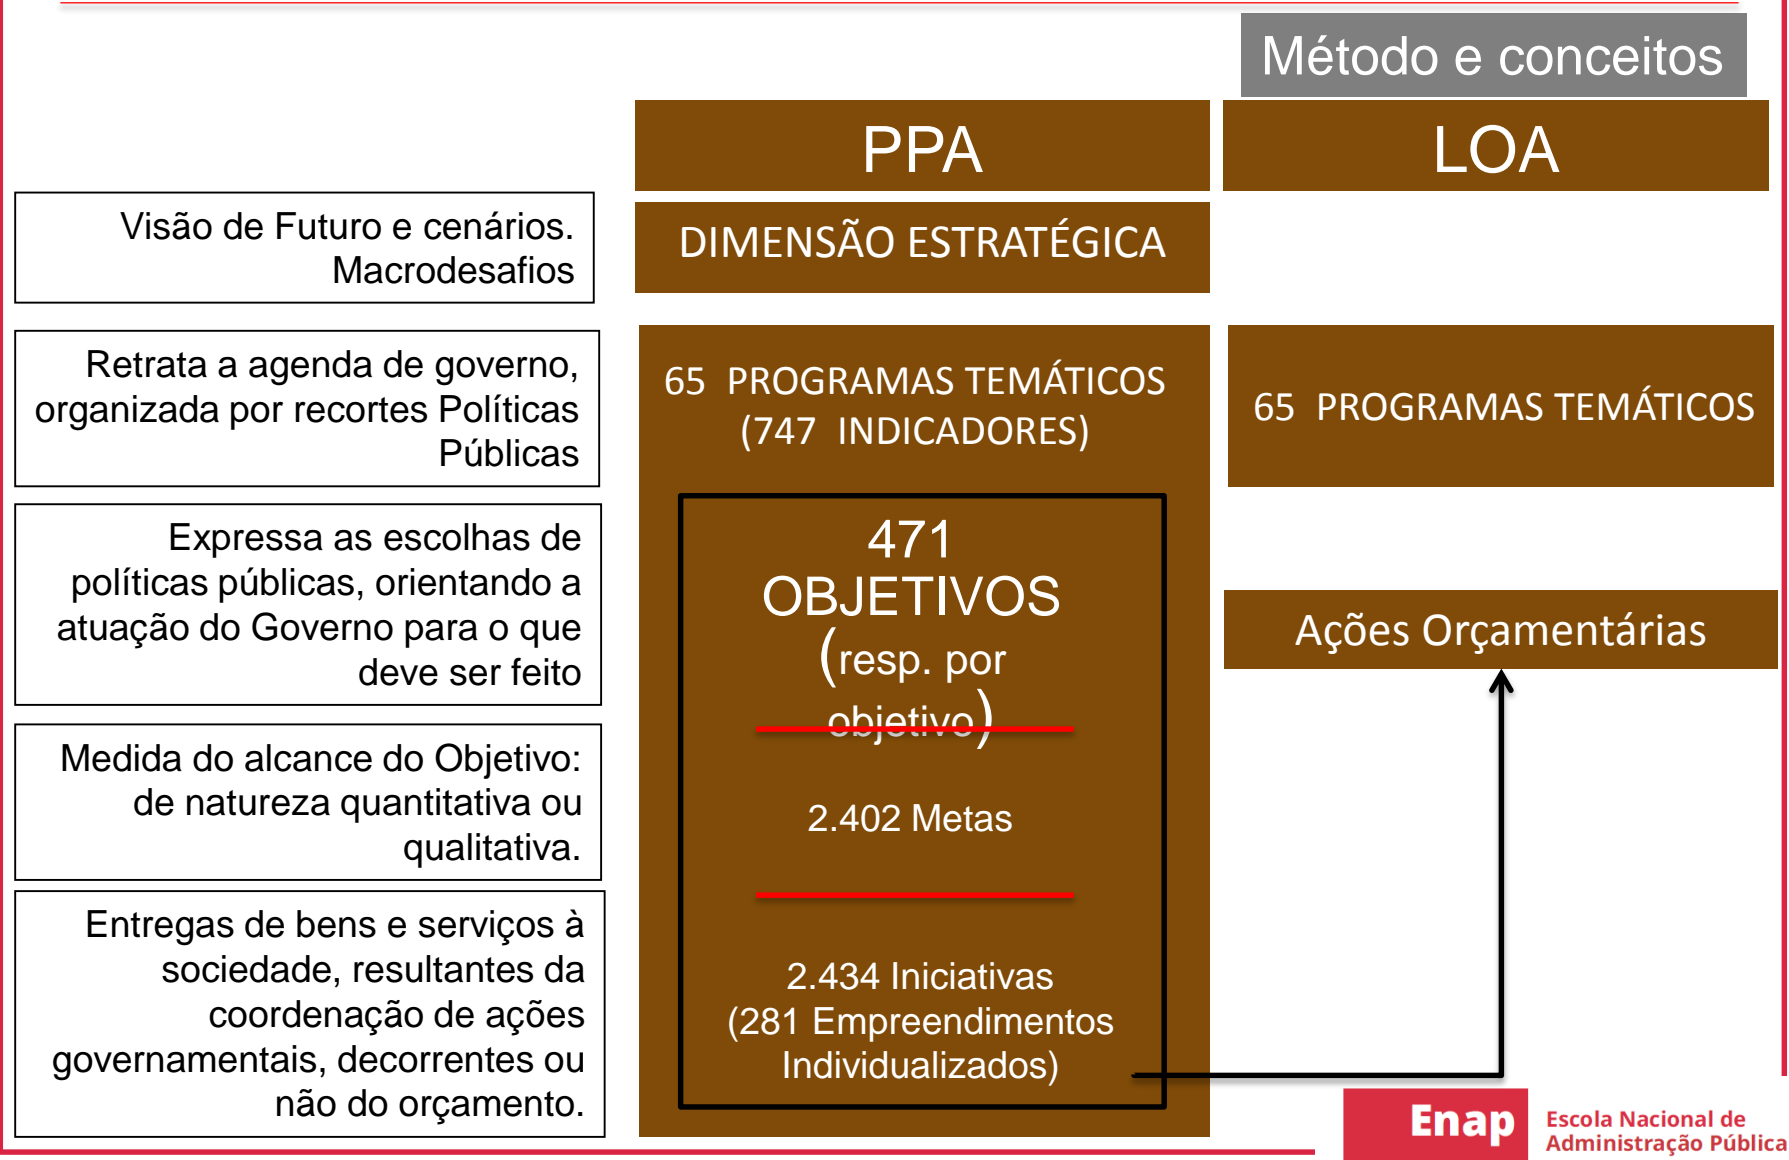 Método e conceitos
PPA
LOA
Visão de Futuro e cenários.
Macrodesafios
DIMENSÃO ESTRATÉGICA
Retrata a agenda de governo,
organizada por recortes Políticas
Públicas
65 PROGRAMAS TEMÁTICOS
(747 INDICADORES)
65 PROGRAMAS TEMÁTICOS
Expressa as escolhas de
políticas públicas, orientando a
atuação do Governo para o que
deve ser feito
471
OBJETIVOS
(resp. por
objetivo)
Ações Orçamentárias
Medida do alcance do Objetivo:
de natureza quantitativa ou
qualitativa.
2.402 Metas
Entregas de bens e serviços à
sociedade, resultantes da
coordenação de ações
governamentais, decorrentes ou
não do orçamento.
2.434 Iniciativas
(281 Empreendimentos
Individualizados)
Enap
Escola Nacional de
Administração Pública